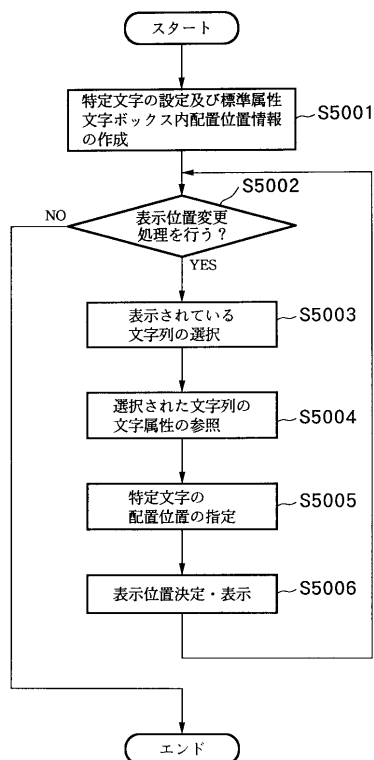 スタート
特定文字の設定及び標準属性
文字ボックス内配置位置情報
の作成
S5001
S5002
表示位置変更
処理を行う?
NO
YES
表示されている
文字列の選択
S5003
選択された文字列の
文字属性の参照
S5004
特定文字の
配置位置の指定
S5005
表示位置決定・表示
S5006
エンド